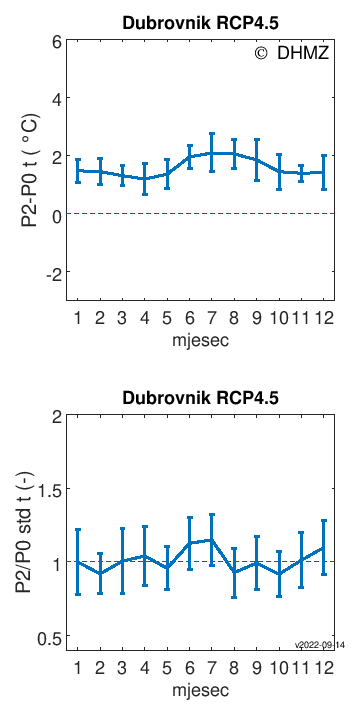 Dubrovnik RCP4.5
© DHMZ
P2-P0 t ( °C)
6
4
2
0
-2
1 2 3 4 5 6 7 8 9 10 11 12
mjesec
Dubrovnik RCP4.5
P2/P0 std t (-)
2
1.5
1
0.5
v2022-09-14
1 2 3 4 5 6 7 8 9 10 11 12
mjesec